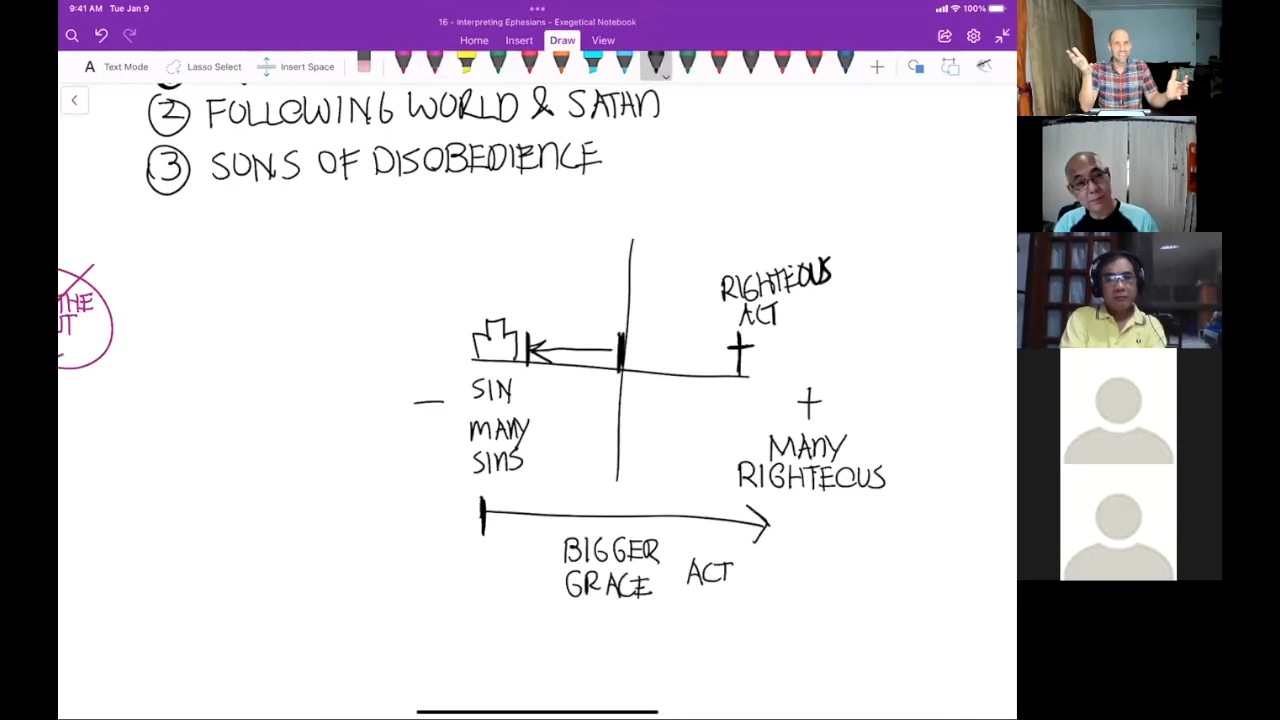 9:41 AM Tue Jan 9
100%
16 - Interpreting Ephesians - Exegetical Notebook
Home Insert Draw View
A Text Mode Lasso Select Insert Space
2 FOLLOWING WORLD & SATAN
3 SONS OF DISOBEDIENCE
THE
RIGHTEOUS
ACT
SIN
MANY
SINS
− +
MANY
RIGHTEOUS
BIGGER
GRACE ACT